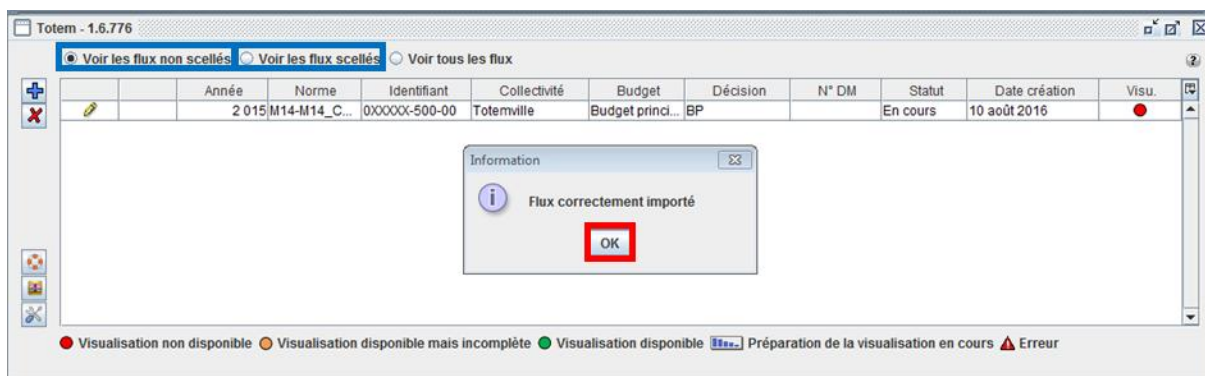 Totem - 1.6.776
Voir les flux non scellés Voir les flux scellés Voir tous les flux
Année Norme Identifiant Collectivité Budget Décision N° DM Statut Date création Visu.
2 015 M14-M14_C... 0XXXXX-500-00 Totemville Budget princi... BP En cours 10 août 2016
Information
Flux correctement importé
OK
Visualisation non disponible Visualisation disponible mais incomplète Visualisation disponible Préparation de la visualisation en cours Erreur